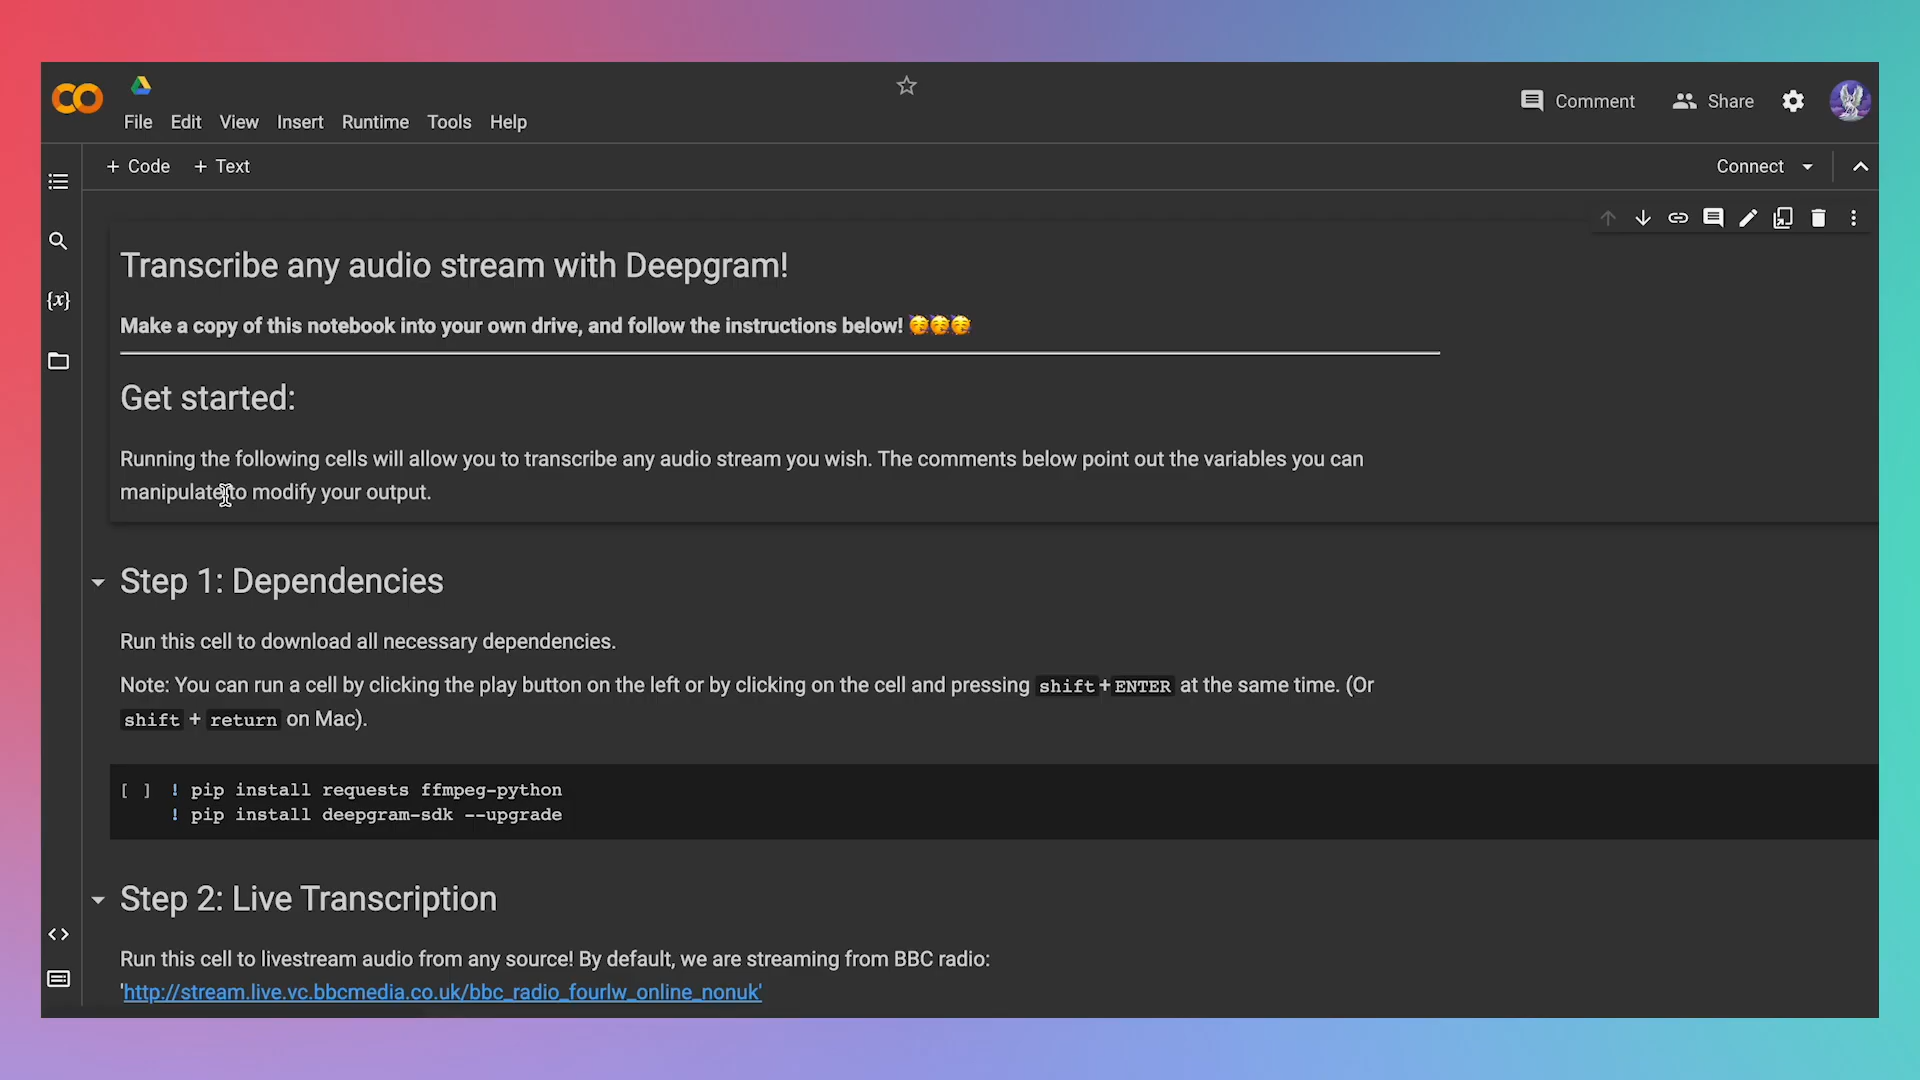 CO
File Edit View Insert Runtime Tools Help
Comment Share
+ Code + Text
Connect
{x}
Transcribe any audio stream with Deepgram!
Make a copy of this notebook into your own drive, and follow the instructions below! 🥳🥳🥳
Get started:
Running the following cells will allow you to transcribe any audio stream you wish. The comments below point out the variables you can
manipulate to modify your output.
Step 1: Dependencies
Run this cell to download all necessary dependencies.
Note: You can run a cell by clicking the play button on the left or by clicking on the cell and pressing shift+ENTER at the same time. (Or
shift + return on Mac).
[ ] ! pip install requests ffmpeg-python
! pip install deepgram-sdk --upgrade
Step 2: Live Transcription
Run this cell to livestream audio from any source! By default, we are streaming from BBC radio:
'http://stream.live.vc.bbcmedia.co.uk/bbc_radio_fourlw_online_nonuk'